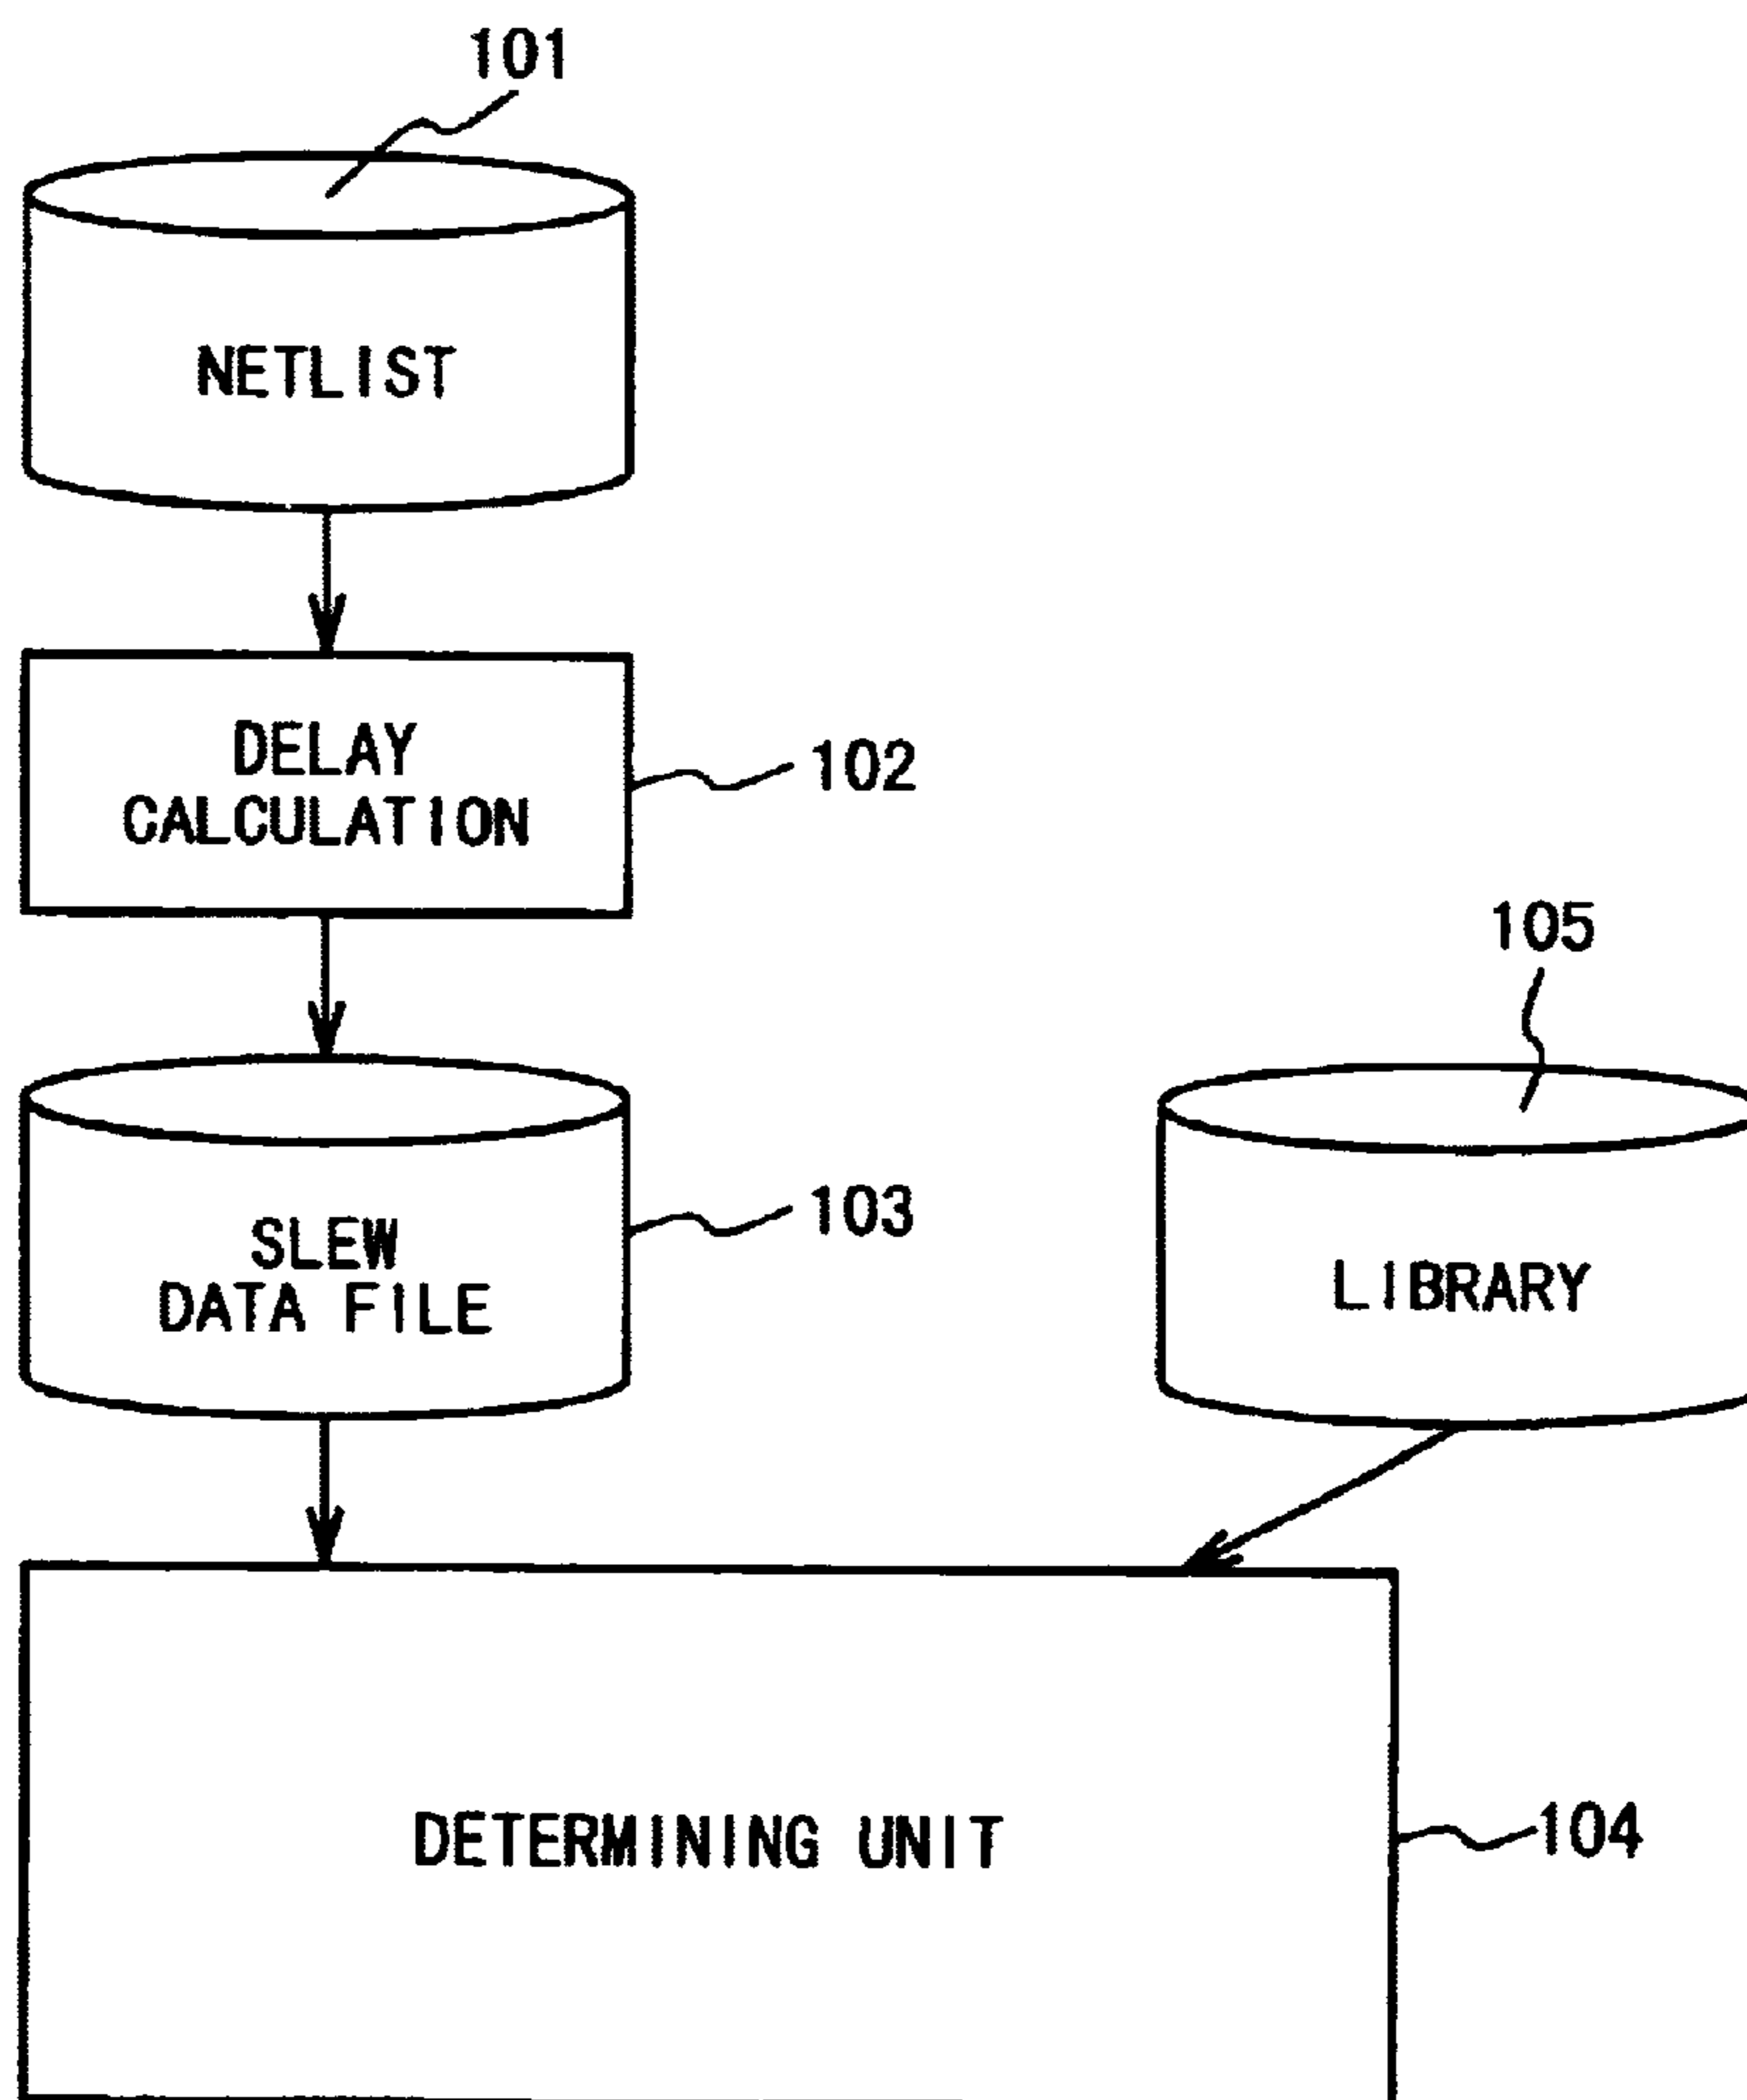 101
NETLIST
DELAY
CALCULATION
102
105
SLEW
DATA FILE
103
LIBRARY
DETERMINING UNIT
104